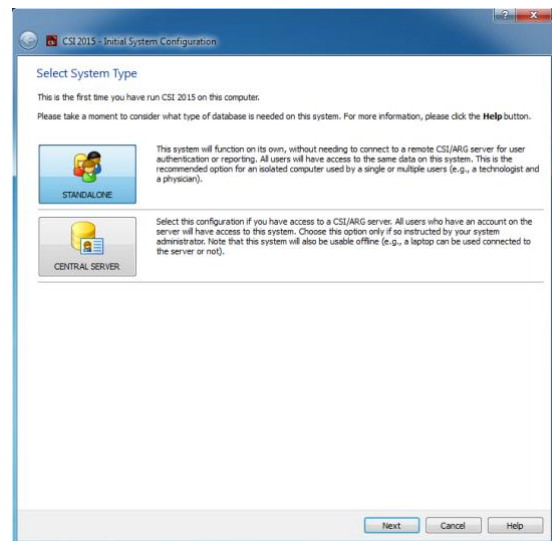 CSI 2015 - Initial System Configuration
Select System Type
This is the first time you have run CSI 2015 on this computer.
Please take a moment to consider what type of database is needed on this system. For more information, please click the Help button.
This system will function on its own, without needing to connect to a remote CSI/ARG server for user
authentication or reporting. All users will have access to the same data on this system. This is the
recommended option for an isolated computer used by a single or multiple users (e.g., a technologist and
a physician).
STANDALONE
Select this configuration if you have access to a CSI/ARG server. All users who have an account on the
server will have access to this system. Choose this option only if so instructed by your system
administrator. Note that this system will also be usable offline (e.g., a laptop can be used connected to
the server or not).
CENTRAL SERVER
Next Cancel Help